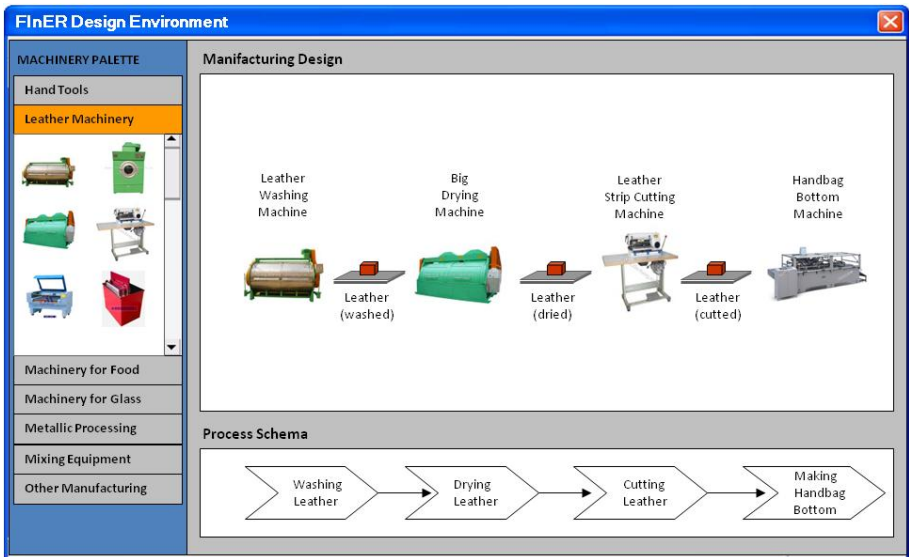 FInER Design Environment
MACHINERY PALETTE
Hand Tools
Leather Machinery
Machinery for Food
Machinery for Glass
Metallic Processing
Mixing Equipment
Other Manufacturing
Manifacturing Design
Leather
Washing
Machine
Big
Drying
Machine
Leather
Strip Cutting
Machine
Handbag
Bottom
Machine
Leather
(washed)
Leather
(dried)
Leather
(cutted)
Process Schema
Washing
Leather
Drying
Leather
Cutting
Leather
Making
Handbag
Bottom